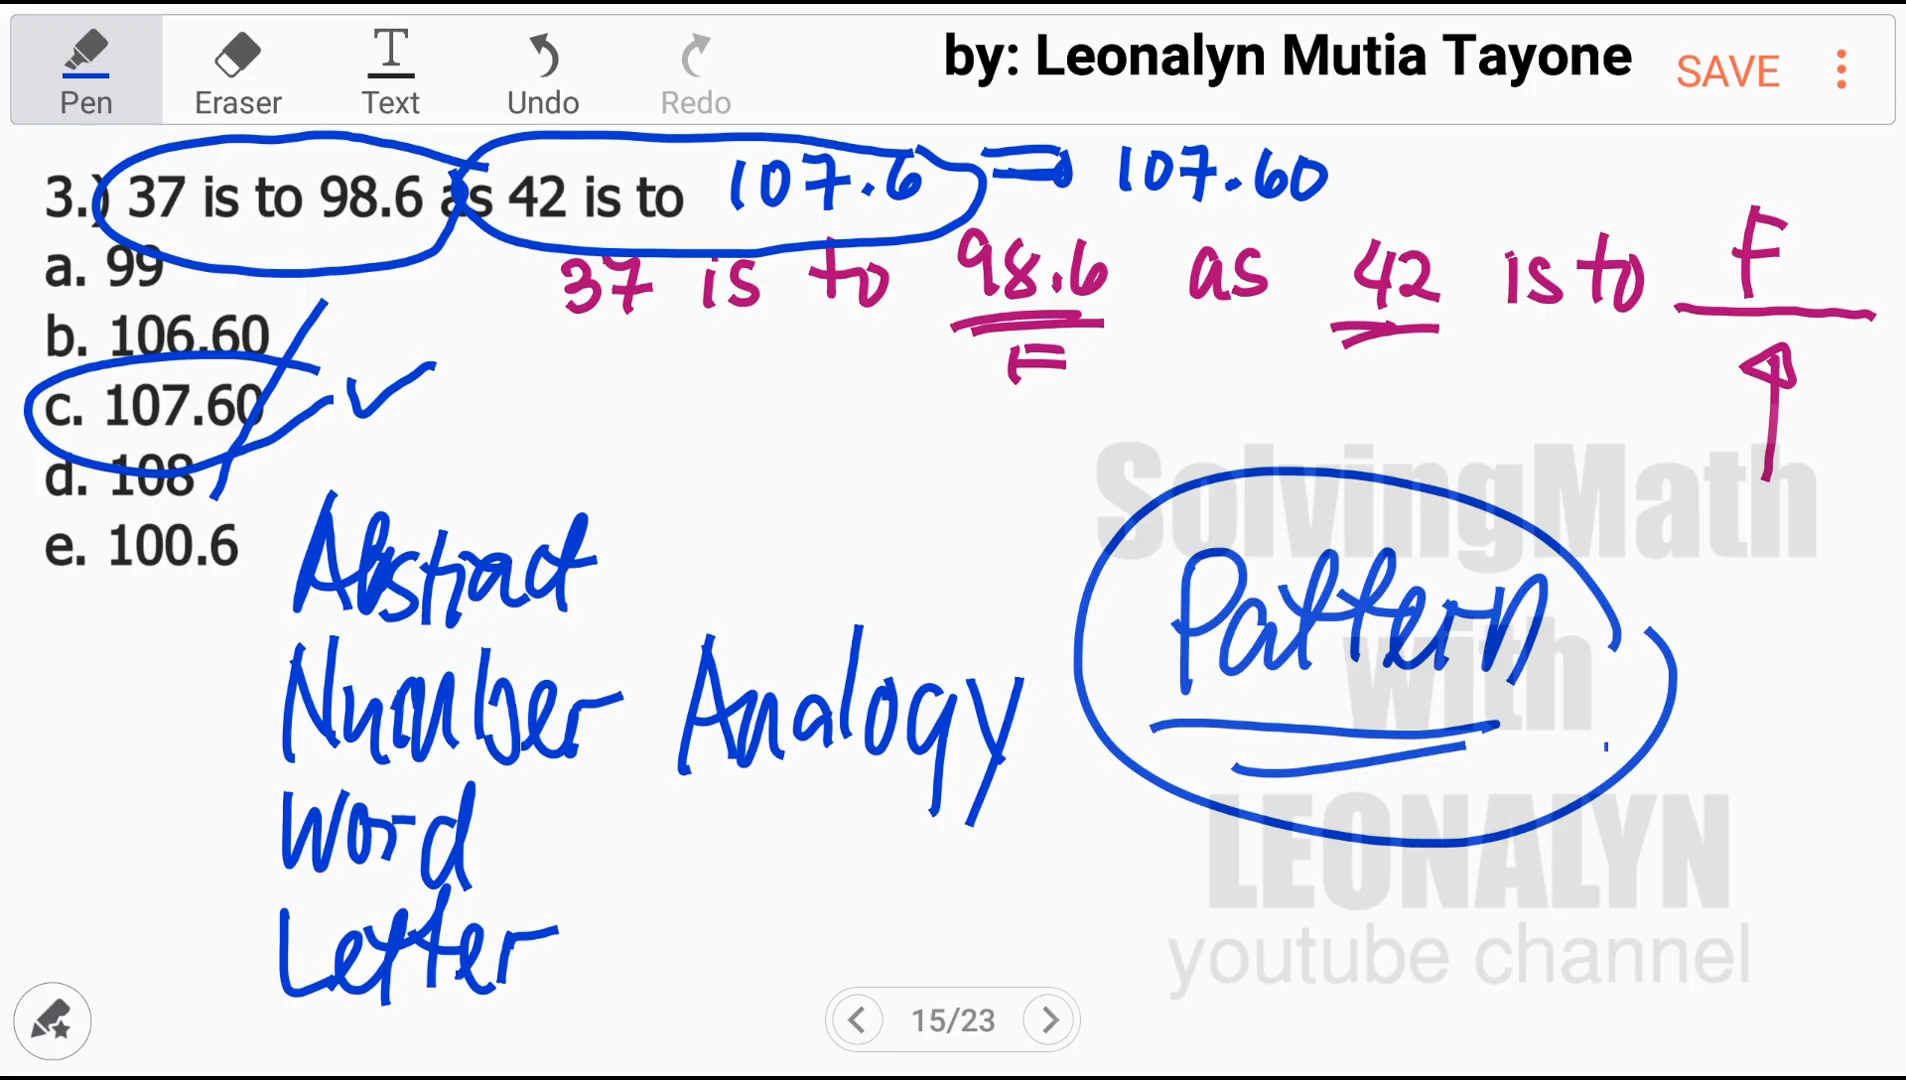 Pen Eraser Text Undo Redo by: Leonalyn Mutia Tayone SAVE
3.) 37 is to 98.6 as 42 is to 107.6 = 107.60
a. 99
37 is to 98.6 as 42 is to F
b. 106.60
F
c. 107.60
d. 108
e. 100.6
SolvingMath
with
LEONALYN
youtube channel
Abstract
Number Analogy
Word
Letter
Pattern
15/23